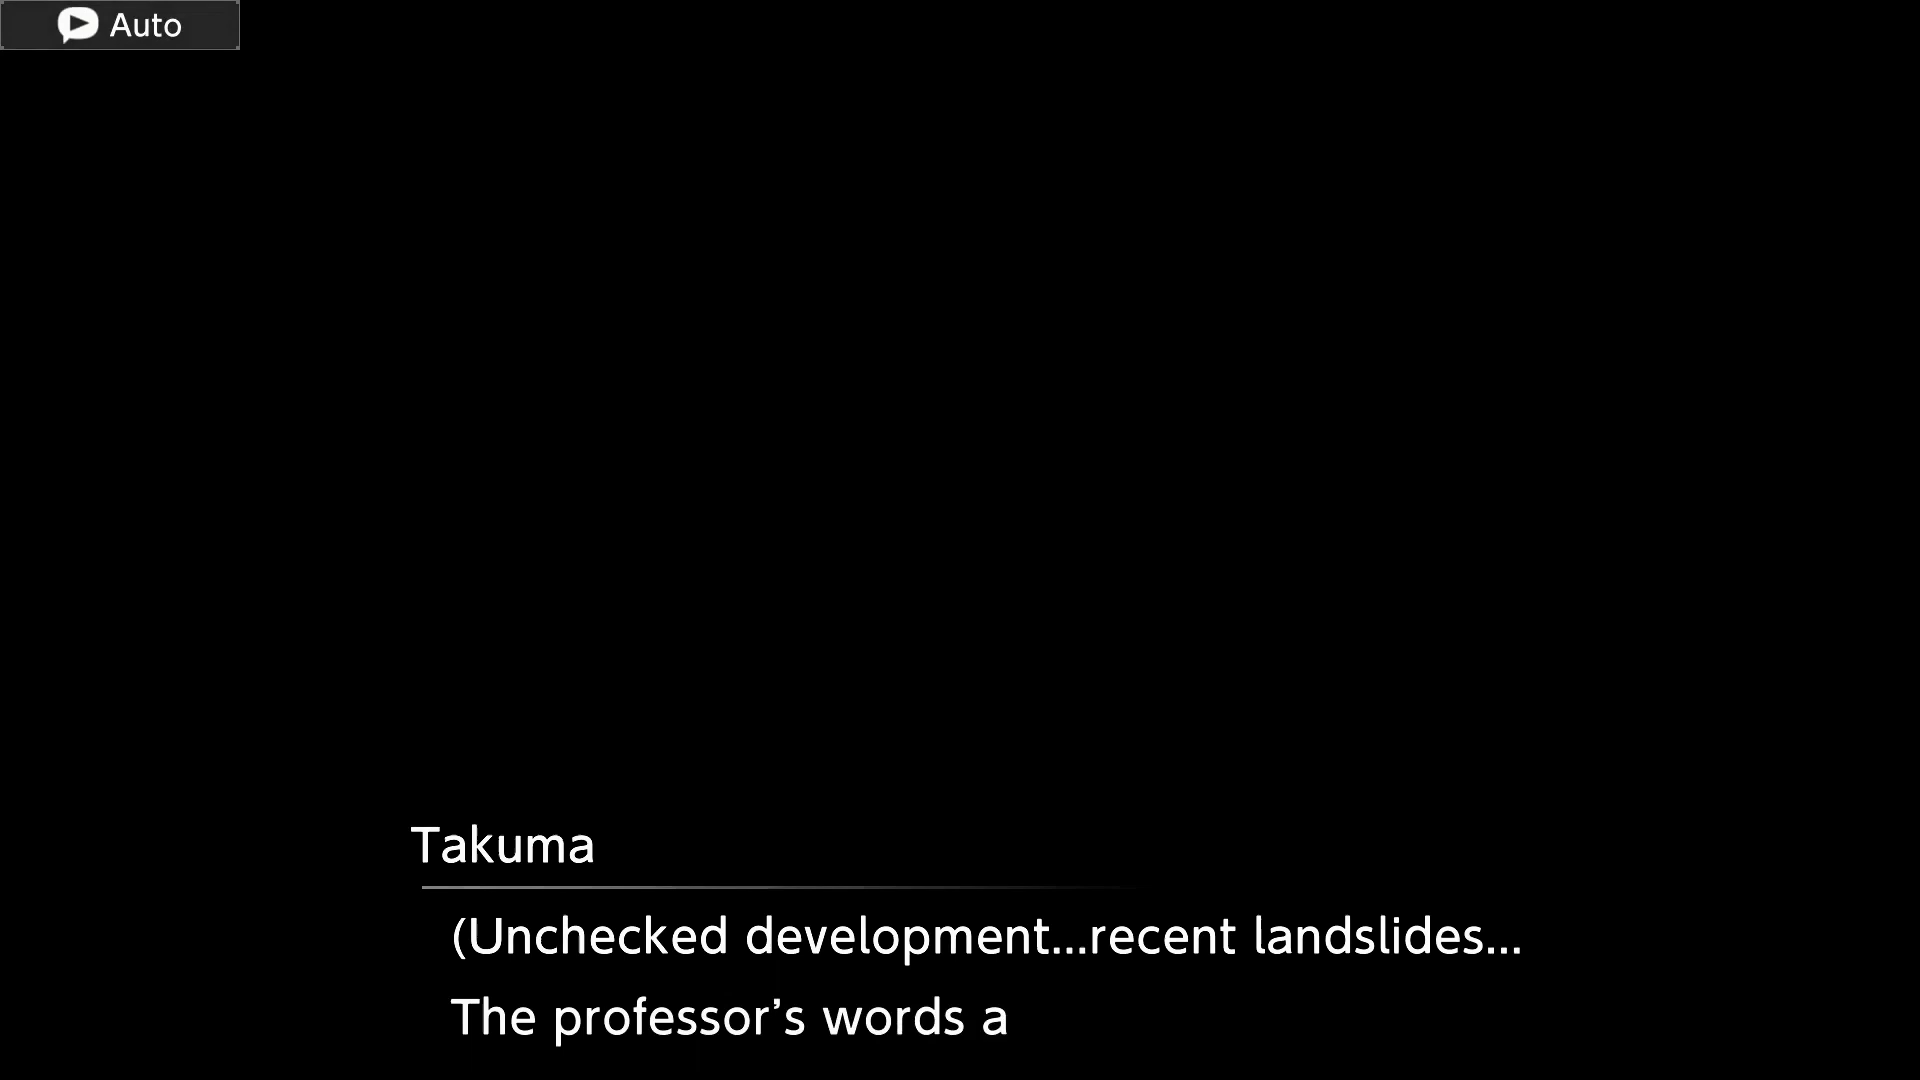 Auto
Takuma
(Unchecked development...recent landslides...
The professor's words a